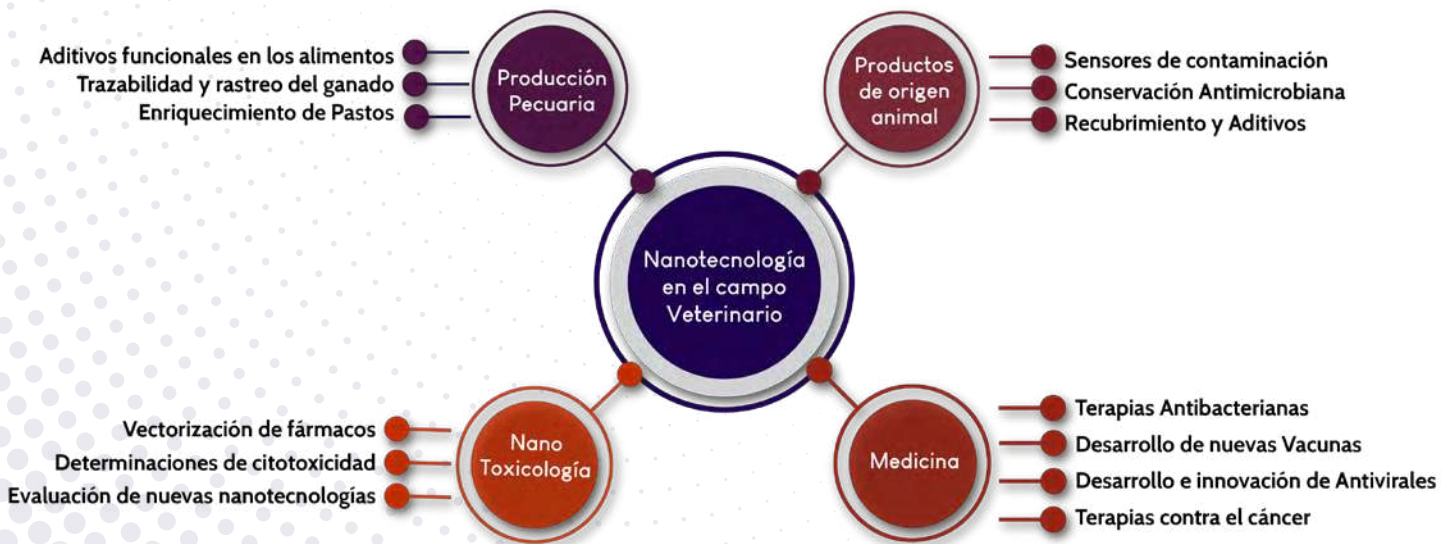 Aditivos funcionales en los alimentos
Trazabilidad y rastreo del ganado
Enriquecimiento de Pastos
Producción
Pecuaria
Productos
de origen
animal
Sensores de contaminación
Conservación Antimicrobiana
Recubrimiento y Aditivos
Nanotecnología
en el campo
Veterinario
Vectorización de fármacos
Determinaciones de citotoxicidad
Evaluación de nuevas nanotecnologías
Nano
Toxicología
Medicina
Terapias Antibacterianas
Desarrollo de nuevas Vacunas
Desarrollo e innovación de Antivirales
Terapias contra el cáncer